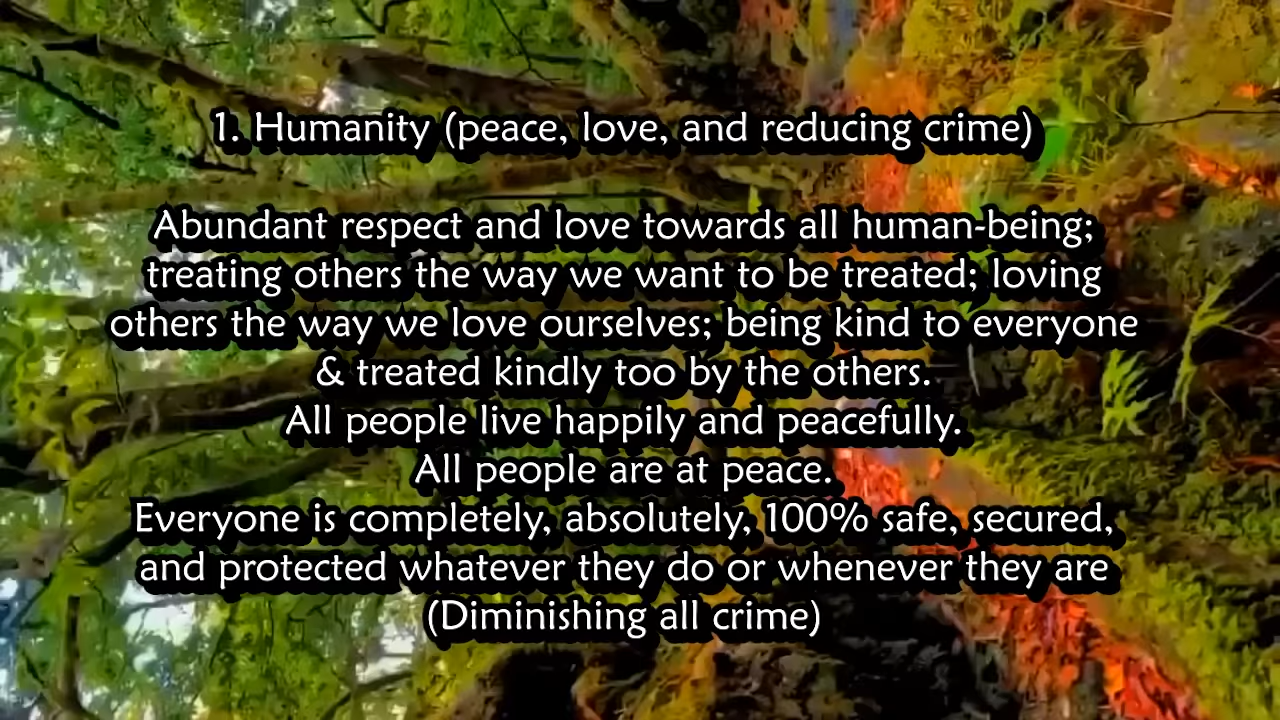 1. Humanity (peace, love, and reducing crime)
Abundant respect and love towards all human-being;
treating others the way we want to be treated; loving
others the way we love ourselves; being kind to everyone
& treated kindly too by the others.
All people live happily and peacefully.
All people are at peace.
Everyone is completely, absolutely, 100% safe, secured,
and protected whatever they do or whenever they are
(Diminishing all crime)